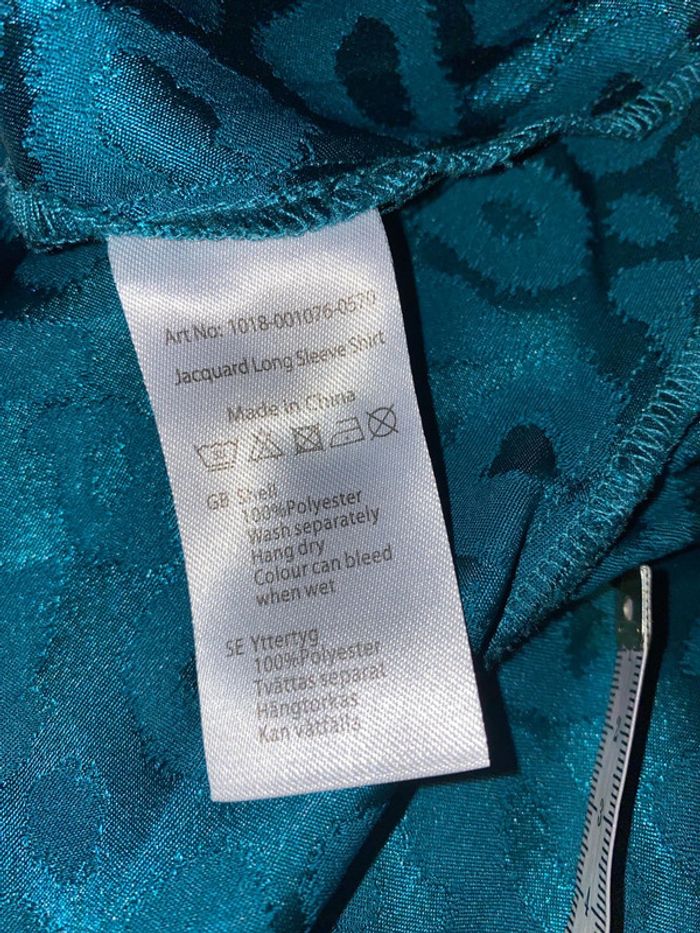 Art No: 1018-001076-0570
Jacquard Long Sleeve Shirt
Made in China
GB Shell
100%Polyester
Wash separately
Hang dry
Colour can bleed
when wet
SE Yttertyg
100%Polyester
Tvättas separat
Hängtorkas
Kan vätfälla